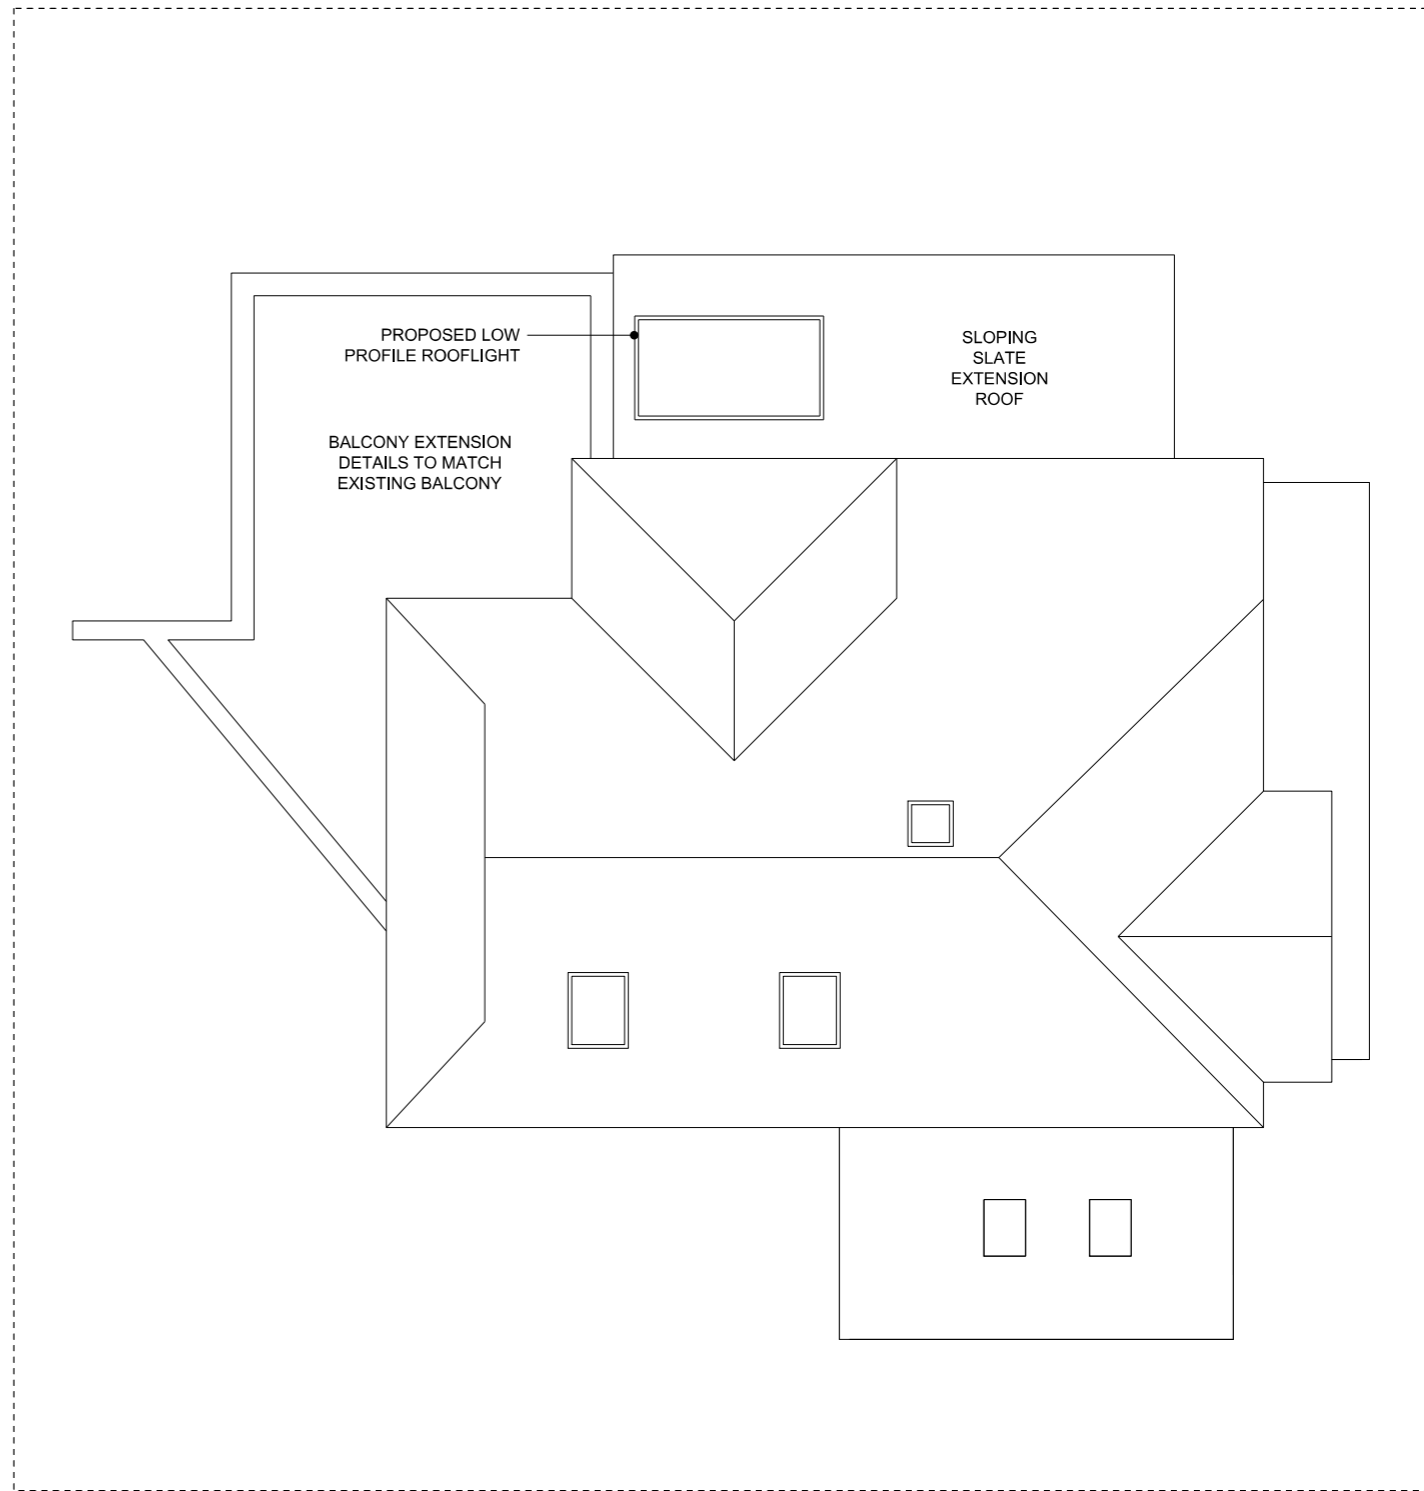 PROPOSED LOW
PROFILE ROOFLIGHT
SLOPING
SLATE
EXTENSION
ROOF
BALCONY EXTENSION
DETAILS TO MATCH
EXISTING BALCONY